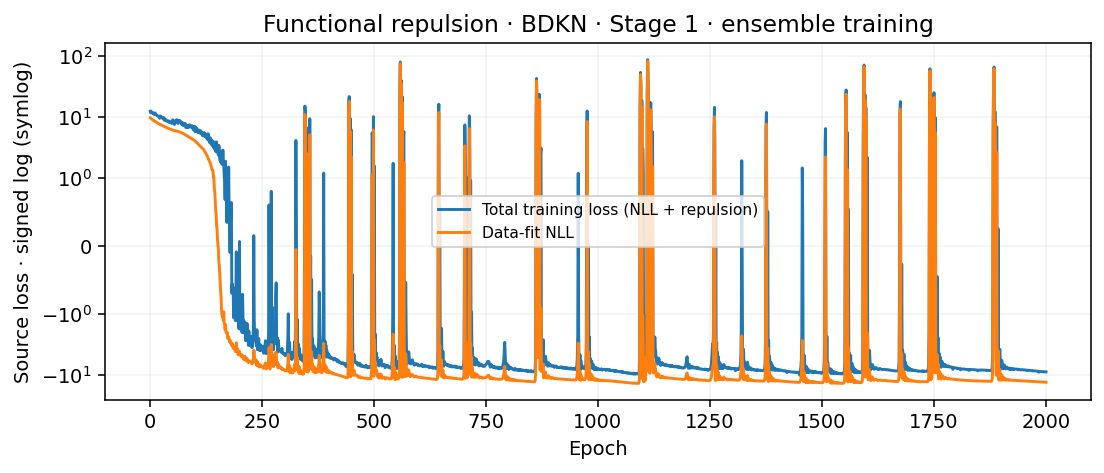 Functional repulsion · BDKN · Stage 1 · ensemble training
Source loss · signed log (symlog)
10²
10¹
10⁰
0
−10⁰
−10¹
Total training loss (NLL + repulsion)
Data-fit NLL
0 250 500 750 1000 1250 1500 1750 2000
Epoch